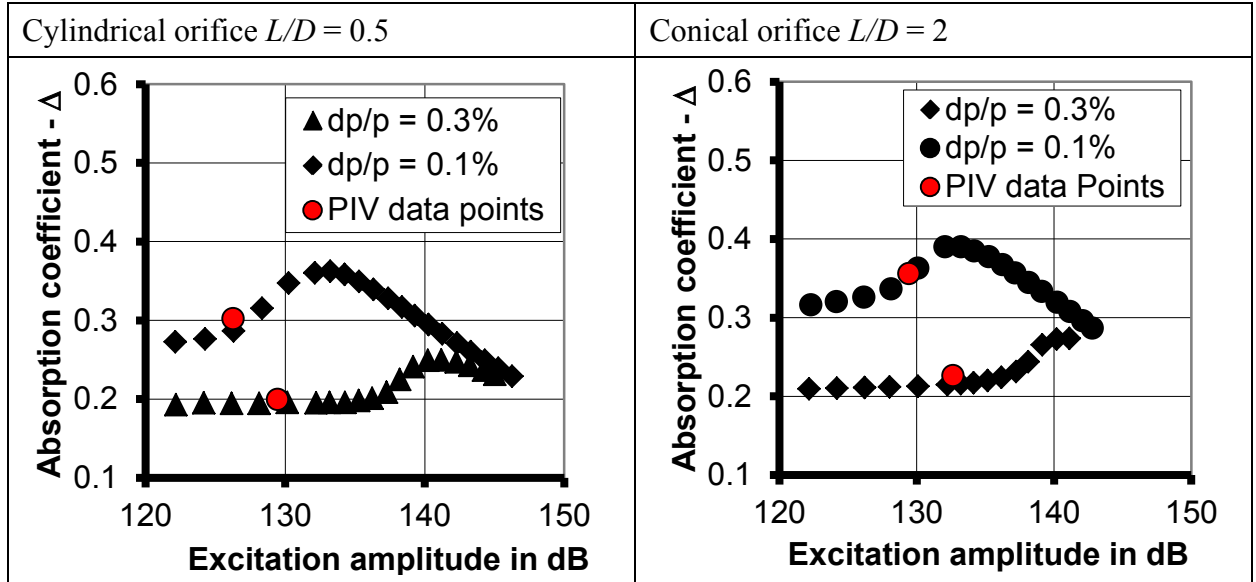 Cylindrical orifice L/D = 0.5
Absorption coefficient - Δ
0.6
0.5
0.4
0.3
0.2
0.1
dp/p = 0.3%
dp/p = 0.1%
PIV data points
120 130 140 150
Excitation amplitude in dB
Conical orifice L/D = 2
Absorption coefficient - Δ
0.6
0.5
0.4
0.3
0.2
0.1
dp/p = 0.3%
dp/p = 0.1%
PIV data Points
120 130 140 150
Excitation amplitude in dB